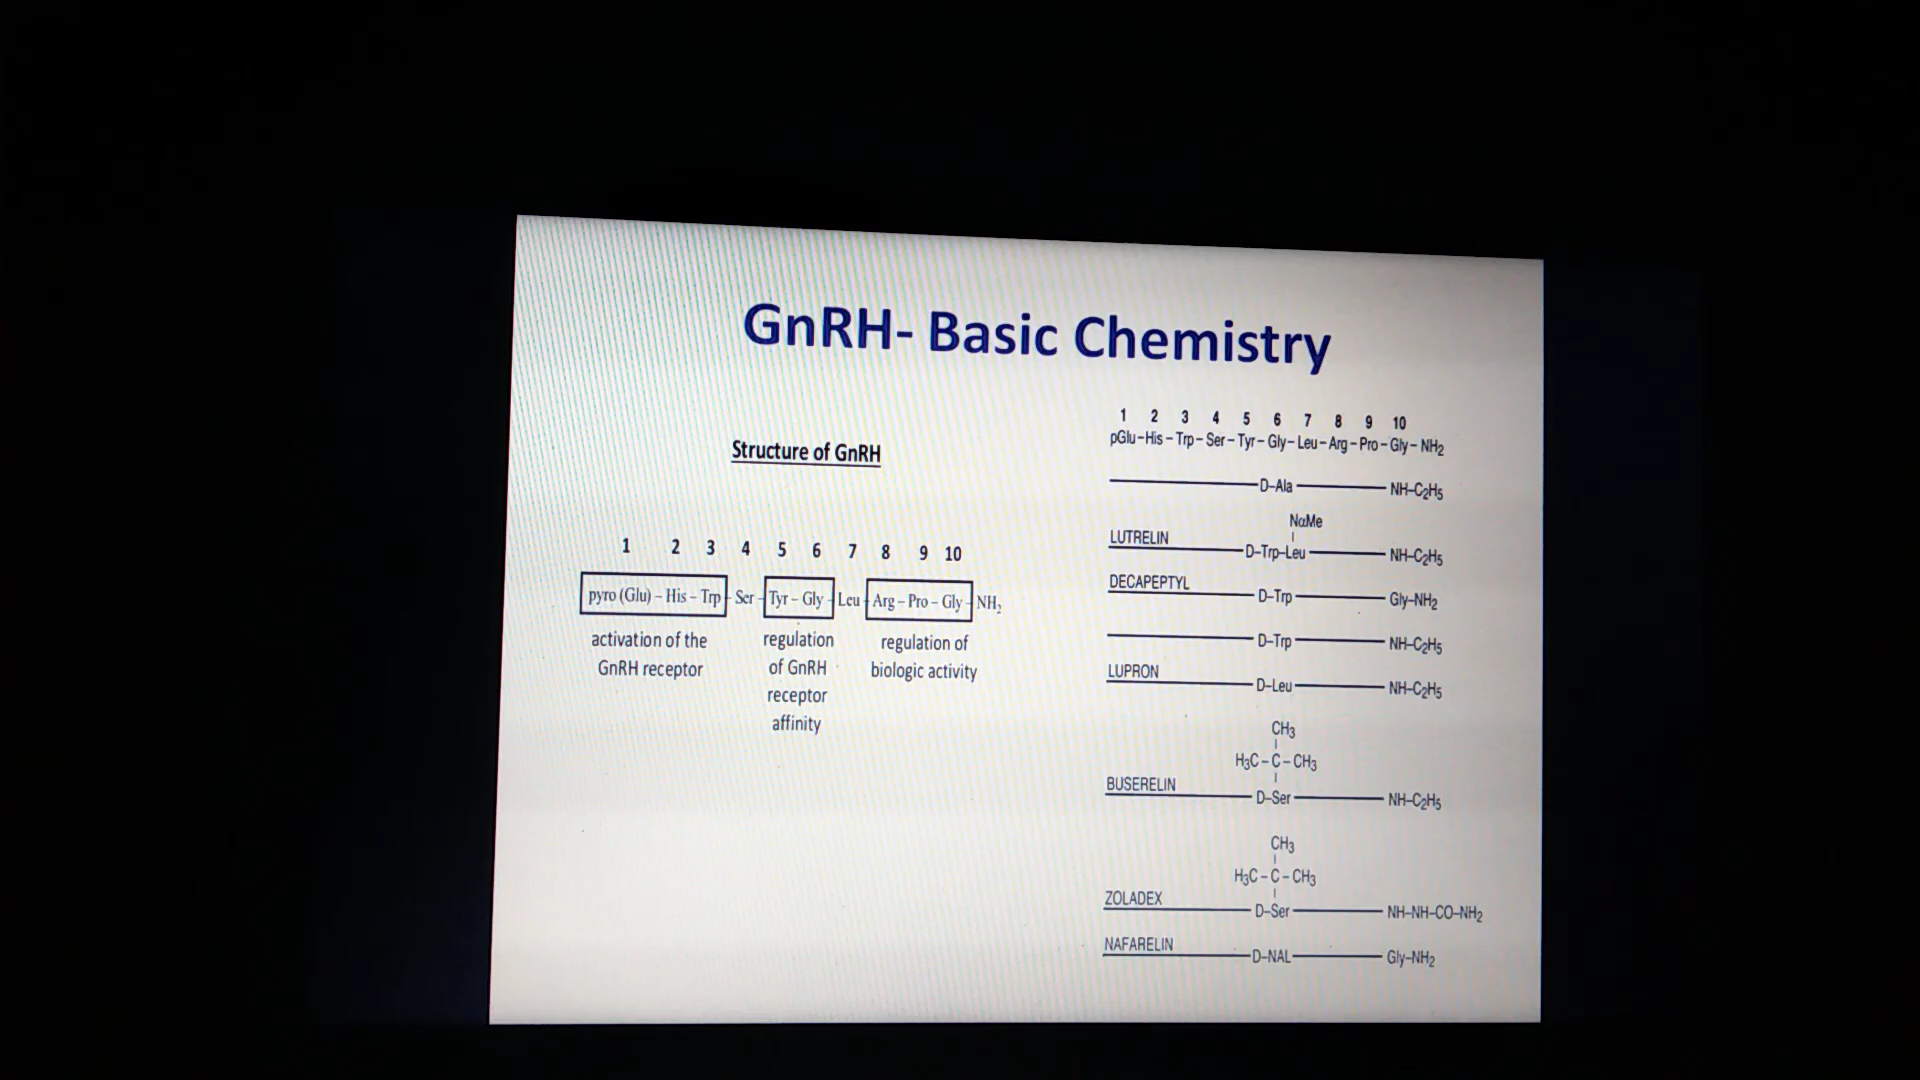 GnRH- Basic Chemistry
Structure of GnRH
1 2 3 4 5 6 7 8 9 10
pyro (Glu) – His – Trp Ser Tyr – Gly Leu Arg – Pro – Gly NH₂
activation of the GnRH receptor
regulation of GnRH receptor affinity
regulation of biologic activity
1 2 3 4 5 6 7 8 9 10
pGlu – His – Trp – Ser – Tyr – Gly – Leu – Arg – Pro – Gly – NH₂
D–Ala NH–C₂H₅
NαMe
LUTRELIN D–Trp–Leu NH–C₂H₅
DECAPEPTYL D–Trp Gly–NH₂
D–Trp NH–C₂H₅
LUPRON D–Leu NH–C₂H₅
CH₃
H₃C – C – CH₃
BUSERELIN D–Ser NH–C₂H₅
CH₃
H₃C – C – CH₃
ZOLADEX D–Ser NH–NH–CO–NH₂
NAFARELIN D–NAL Gly–NH₂